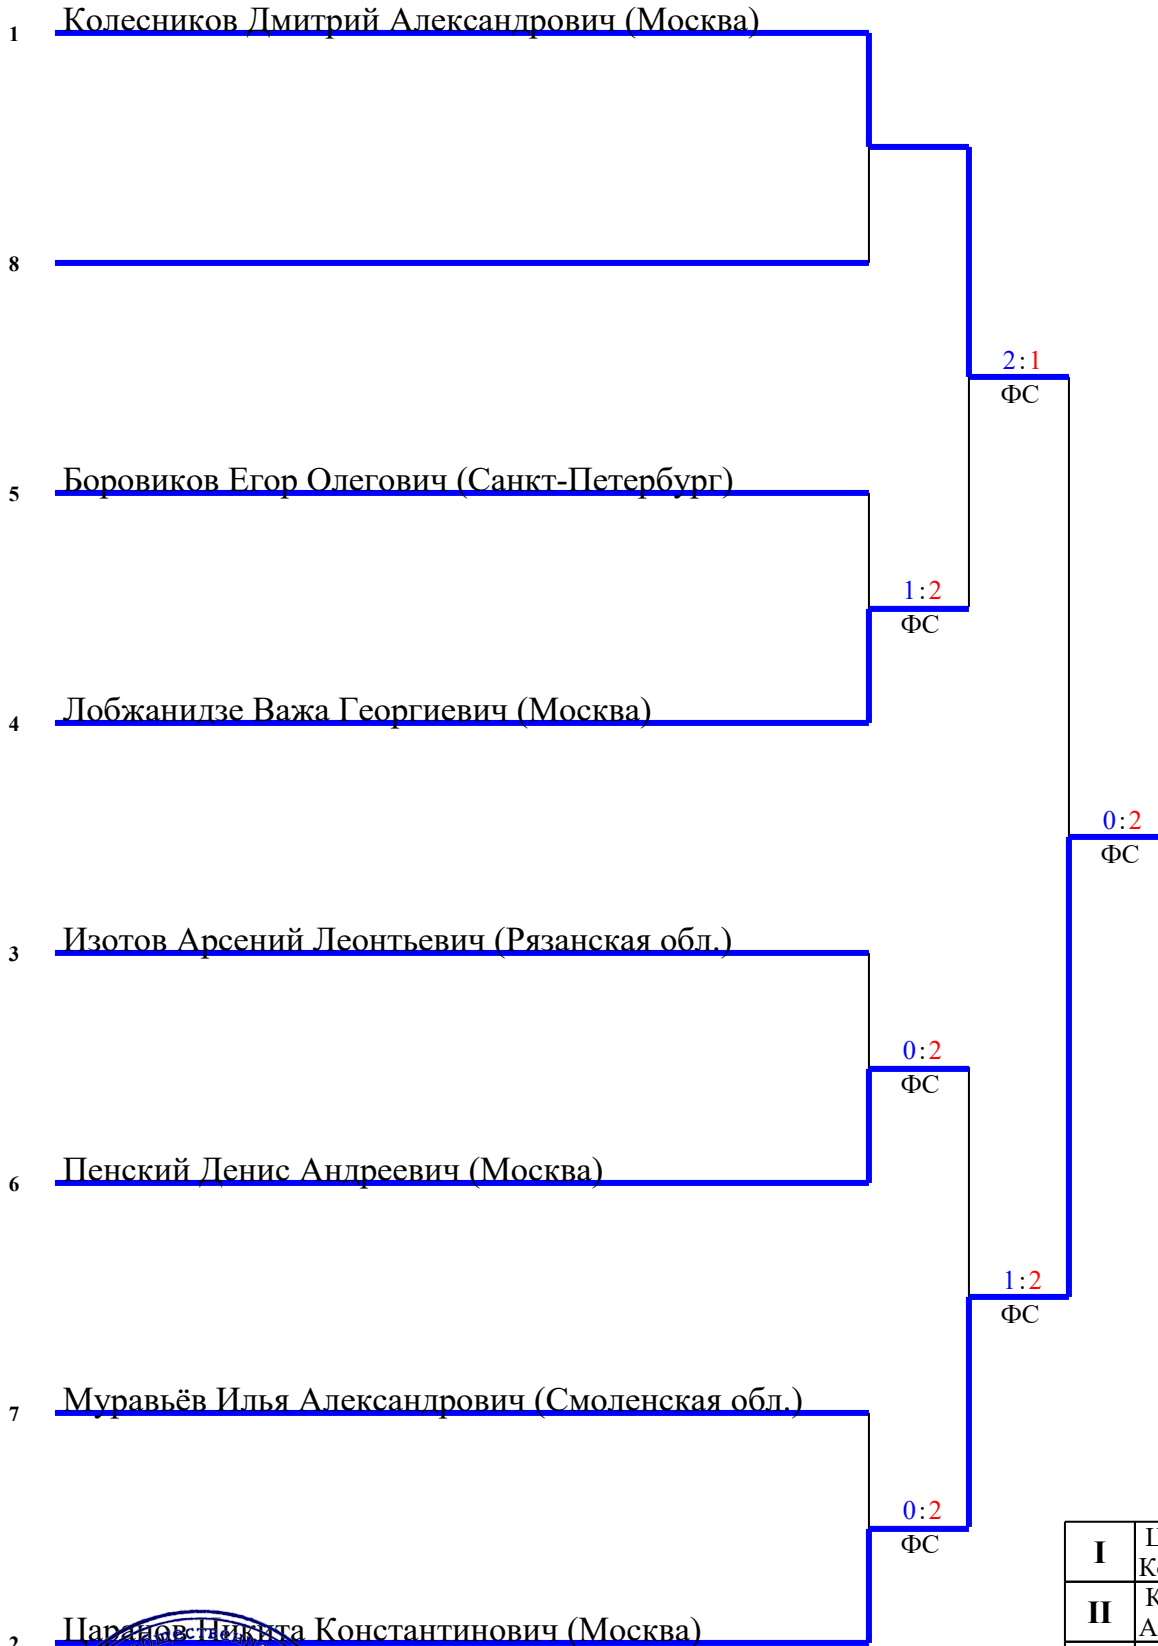 1 Колесников Дмитрий Александрович (Москва)
8
2:1
ФС
5 Боровиков Егор Олегович (Санкт-Петербург)
1:2
ФС
4 Лобжанидзе Важа Георгиевич (Москва)
0:2
ФС
3 Изотов Арсений Леонтьевич (Рязанская обл.)
0:2
ФС
6 Пенский Денис Андреевич (Москва)
1:2
ФС
7 Муравьёв Илья Александрович (Смоленская обл.)
0:2
ФС
I
II
2 Царапов Никита Константинович (Москва)